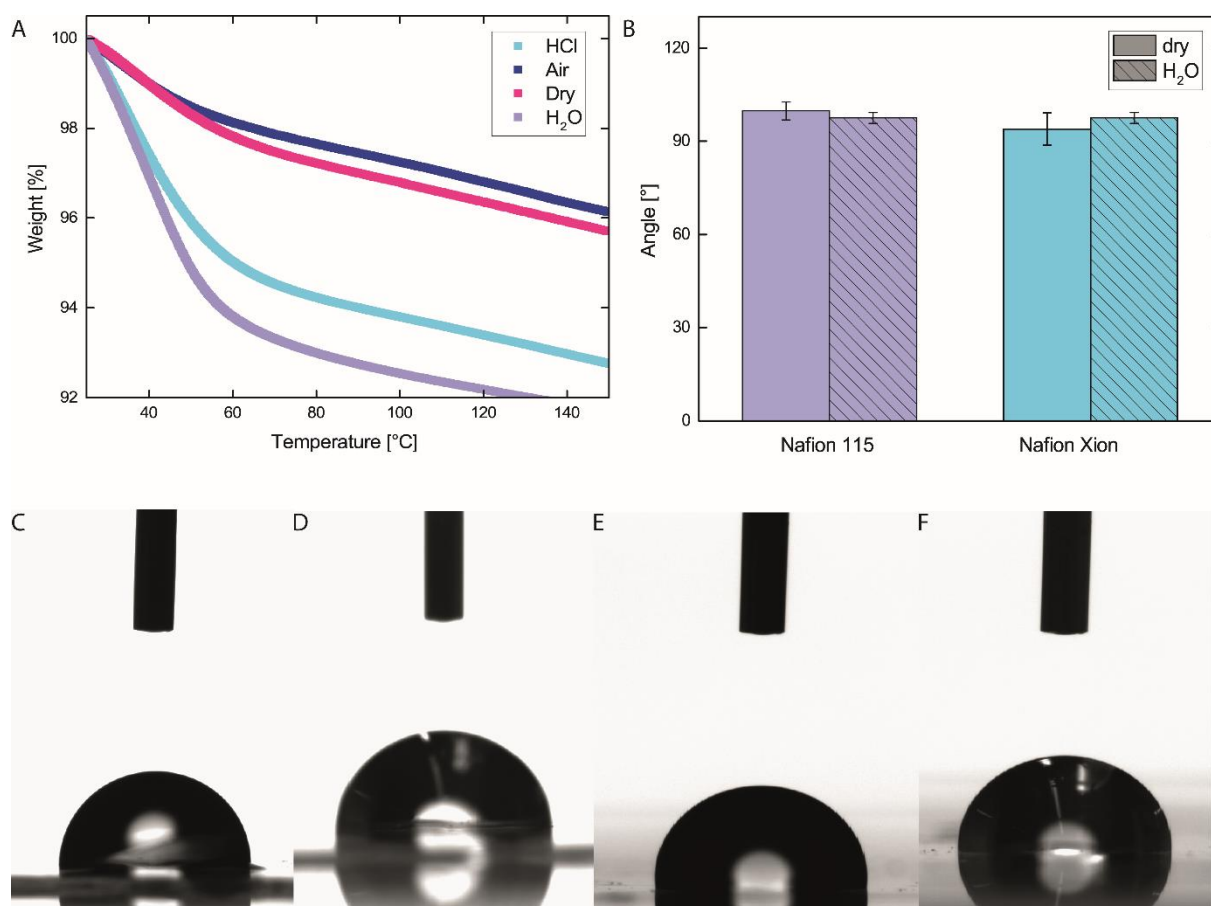 A
100
98
96
94
92
Weight [%]
40
60
80
100
120
140
Temperature [°C]
HCl
Air
Dry
H₂O
B
120
90
60
30
0
Angle [°]
dry
H₂O
Nafion 115
Nafion Xion
C
D
E
F